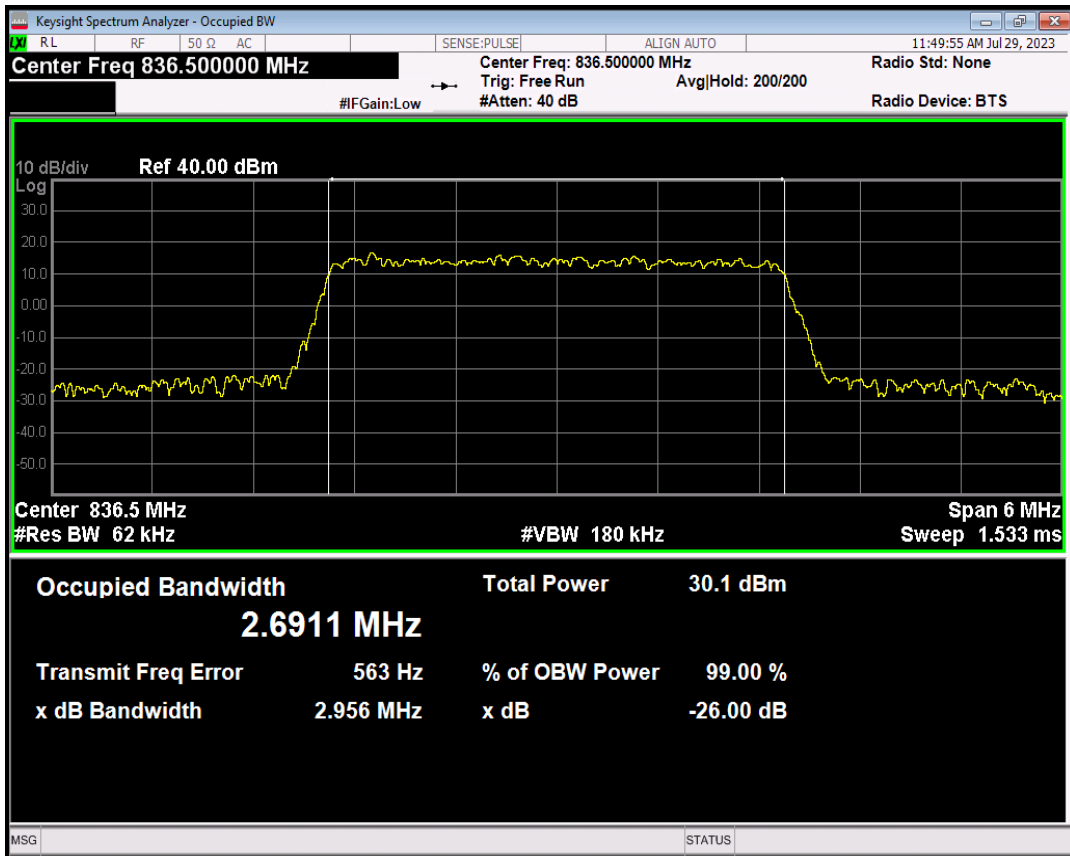 Keysight Spectrum Analyzer - Occupied BW
LXI RL RF 50 Ω AC SENSE:PULSE ALIGN AUTO 11:49:55 AM Jul 29, 2023
Center Freq 836.500000 MHz Center Freq: 836.500000 MHz Radio Std: None
Trig: Free Run Avg|Hold: 200/200
#IFGain:Low #Atten: 40 dB Radio Device: BTS
10 dB/div Ref 40.00 dBm
Log
30.0
20.0
10.0
0.00
-10.0
-20.0
-30.0
-40.0
-50.0
Center 836.5 MHz Span 6 MHz
#Res BW 62 kHz #VBW 180 kHz Sweep 1.533 ms
Occupied Bandwidth Total Power 30.1 dBm
2.6911 MHz
Transmit Freq Error 563 Hz % of OBW Power 99.00 %
x dB Bandwidth 2.956 MHz x dB -26.00 dB
MSG STATUS